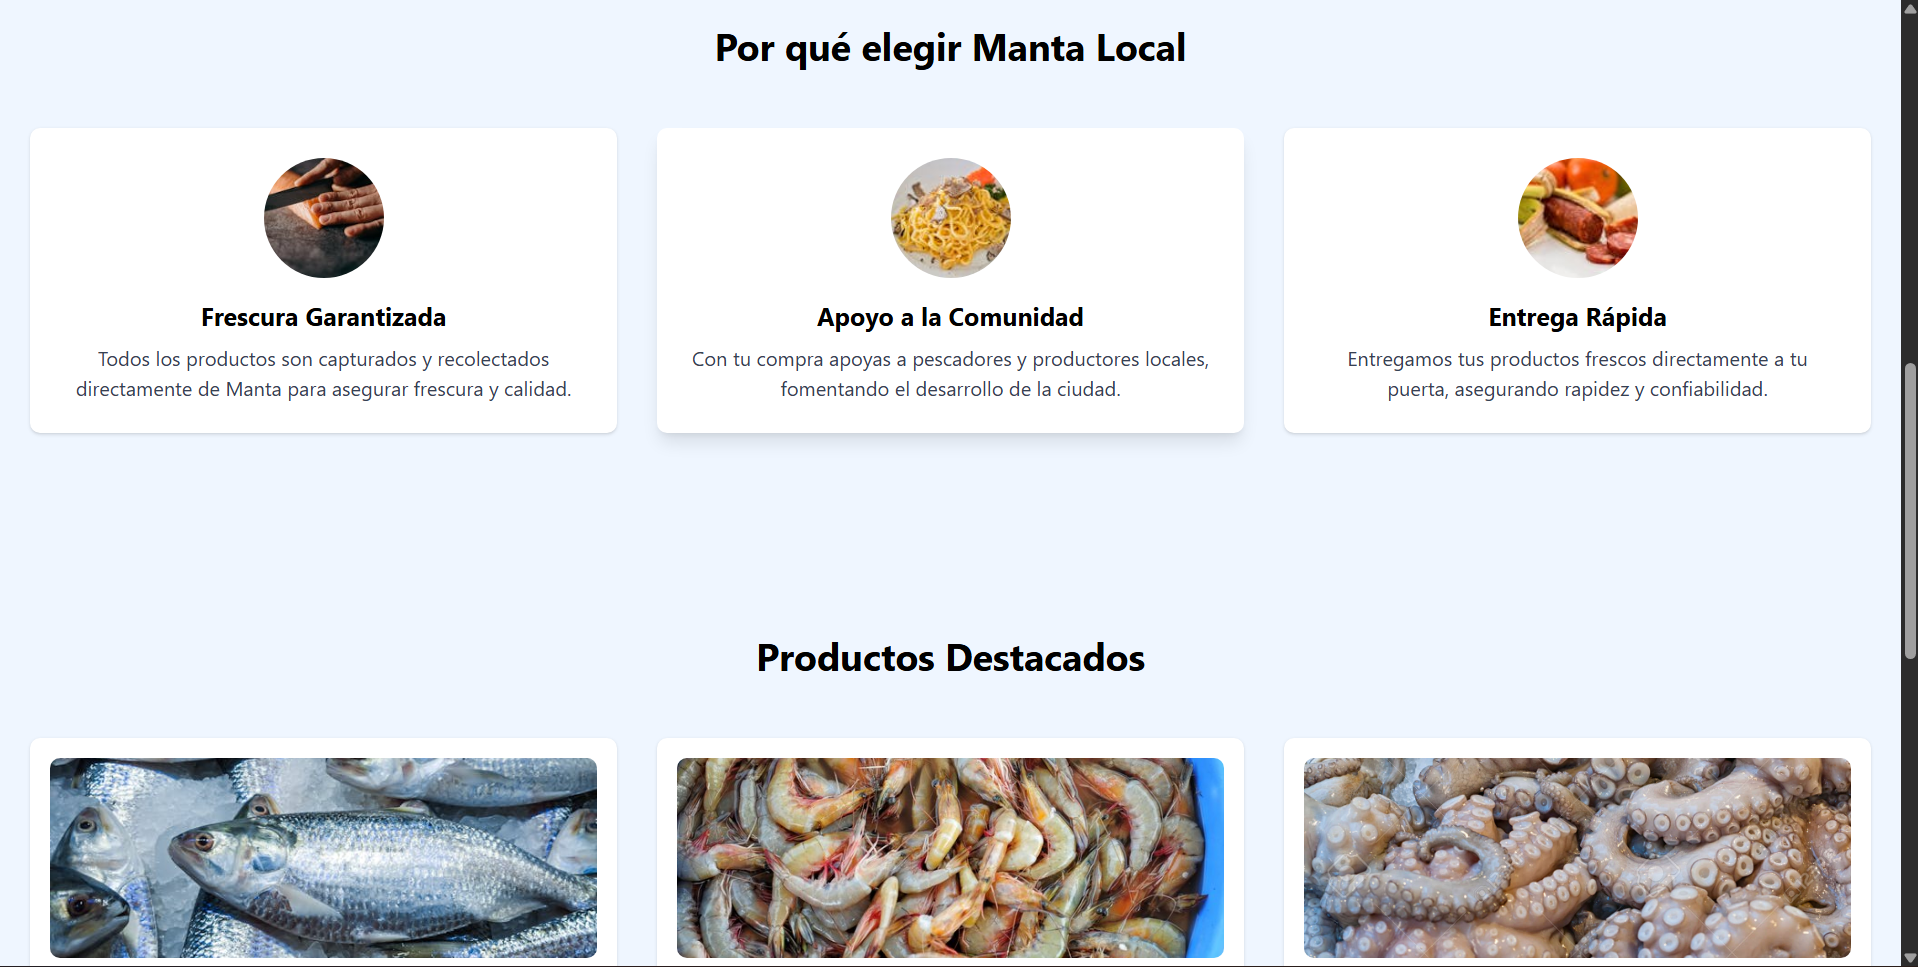 Por qué elegir Manta Local
Frescura Garantizada
Todos los productos son capturados y recolectados
directamente de Manta para asegurar frescura y calidad.
Apoyo a la Comunidad
Con tu compra apoyas a pescadores y productores locales,
fomentando el desarrollo de la ciudad.
Entrega Rápida
Entregamos tus productos frescos directamente a tu
puerta, asegurando rapidez y confiabilidad.
Productos Destacados